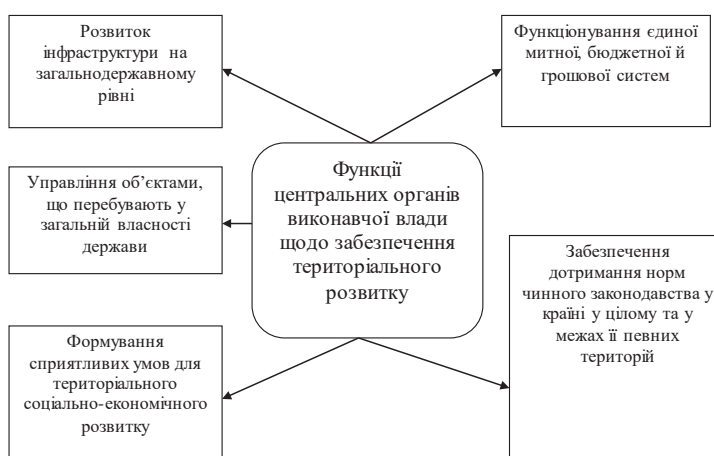 Розвиток
інфраструктури на
загальнодержавному
рівні
Функціонування єдиної
митної, бюджетної й
грошової систем
Управління об’єктами,
що перебувають у
загальній власності
держави
Функції
центральних органів
виконавчої влади
щодо забезпечення
територіального
розвитку
Забезпечення
дотримання норм
чинного законодавства у
країні у цілому та у
межах її певних
територій
Формування
сприятливих умов для
територіального
соціально-економічного
розвитку